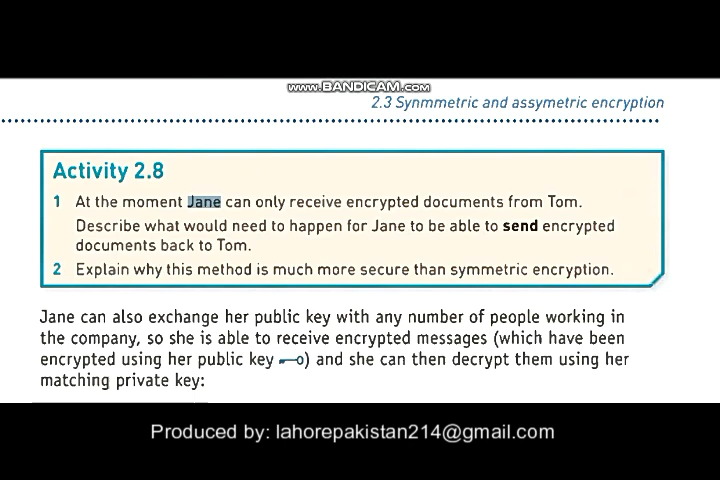 www.BANDICAM.com
2.3 Synmmetric and assymetric encryption
Activity 2.8
1 At the moment Jane can only receive encrypted documents from Tom.
Describe what would need to happen for Jane to be able to send encrypted
documents back to Tom.
2 Explain why this method is much more secure than symmetric encryption.
Jane can also exchange her public key with any number of people working in
the company, so she is able to receive encrypted messages (which have been
encrypted using her public key ) and she can then decrypt them using her
matching private key:
Produced by: lahorepakistan214@gmail.com